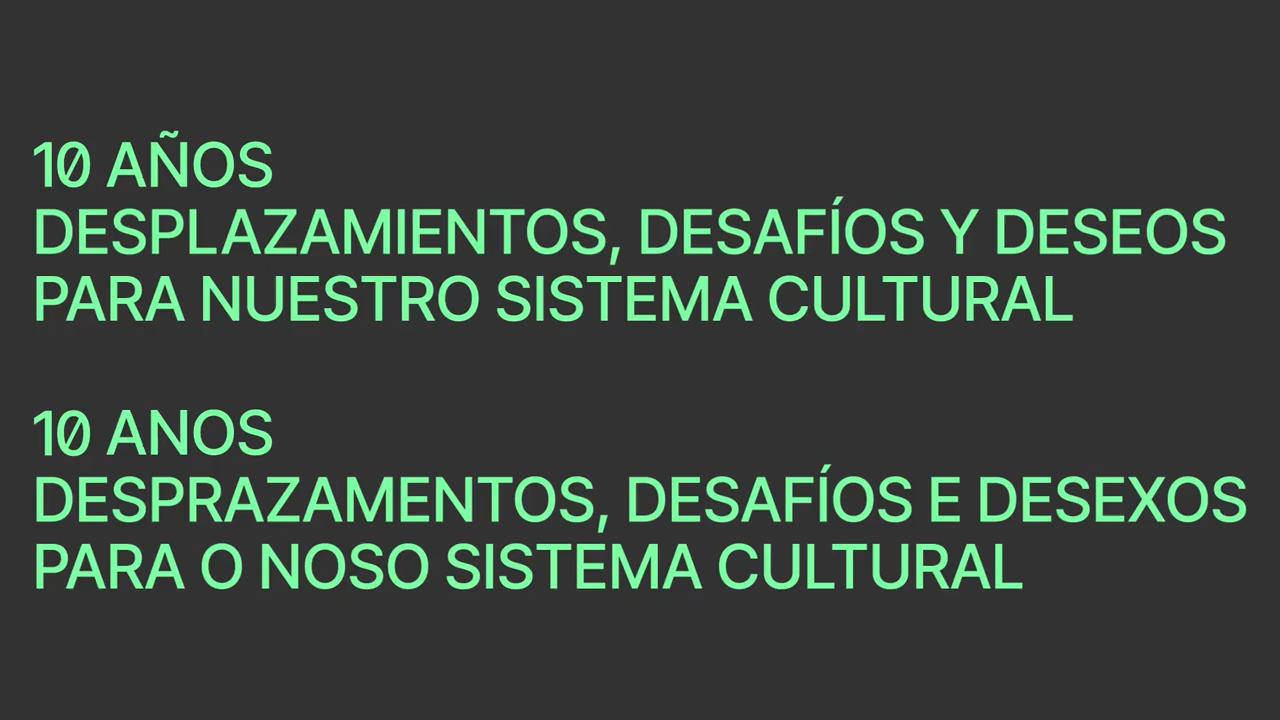 10 AÑOS
DESPLAZAMIENTOS, DESAFÍOS Y DESEOS
PARA NUESTRO SISTEMA CULTURAL
10 ANOS
DESPRAZAMENTOS, DESAFÍOS E DESEXOS
PARA O NOSO SISTEMA CULTURAL